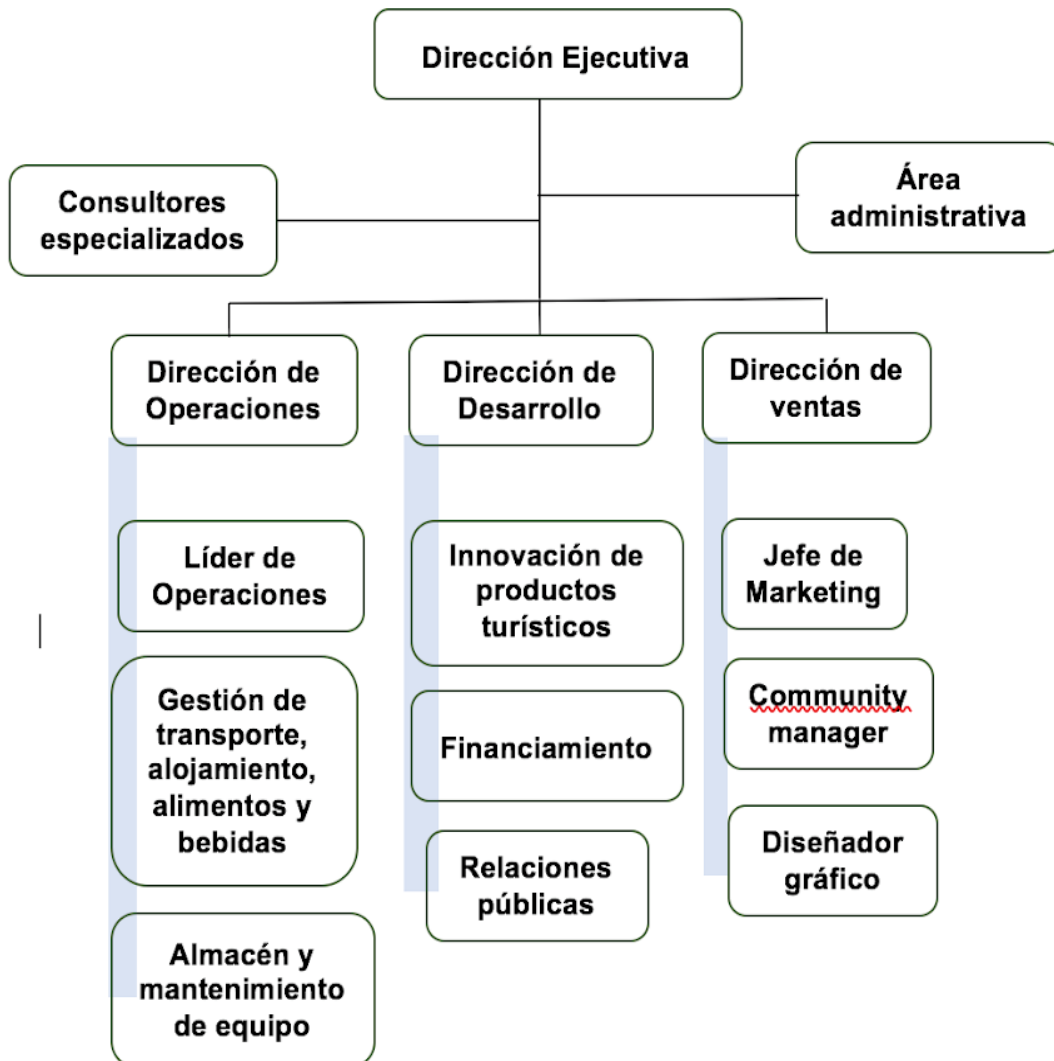 Dirección Ejecutiva
Consultores
especializados
Área
administrativa
Dirección de
Operaciones
Dirección de
Desarrollo
Dirección de
ventas
Líder de
Operaciones
Innovación de
productos
turísticos
Jefe de
Marketing
Gestión de
transporte,
alojamiento,
alimentos y
bebidas
Financiamiento
Community
manager
Relaciones
públicas
Diseñador
gráfico
Almacén y
mantenimiento
de equipo